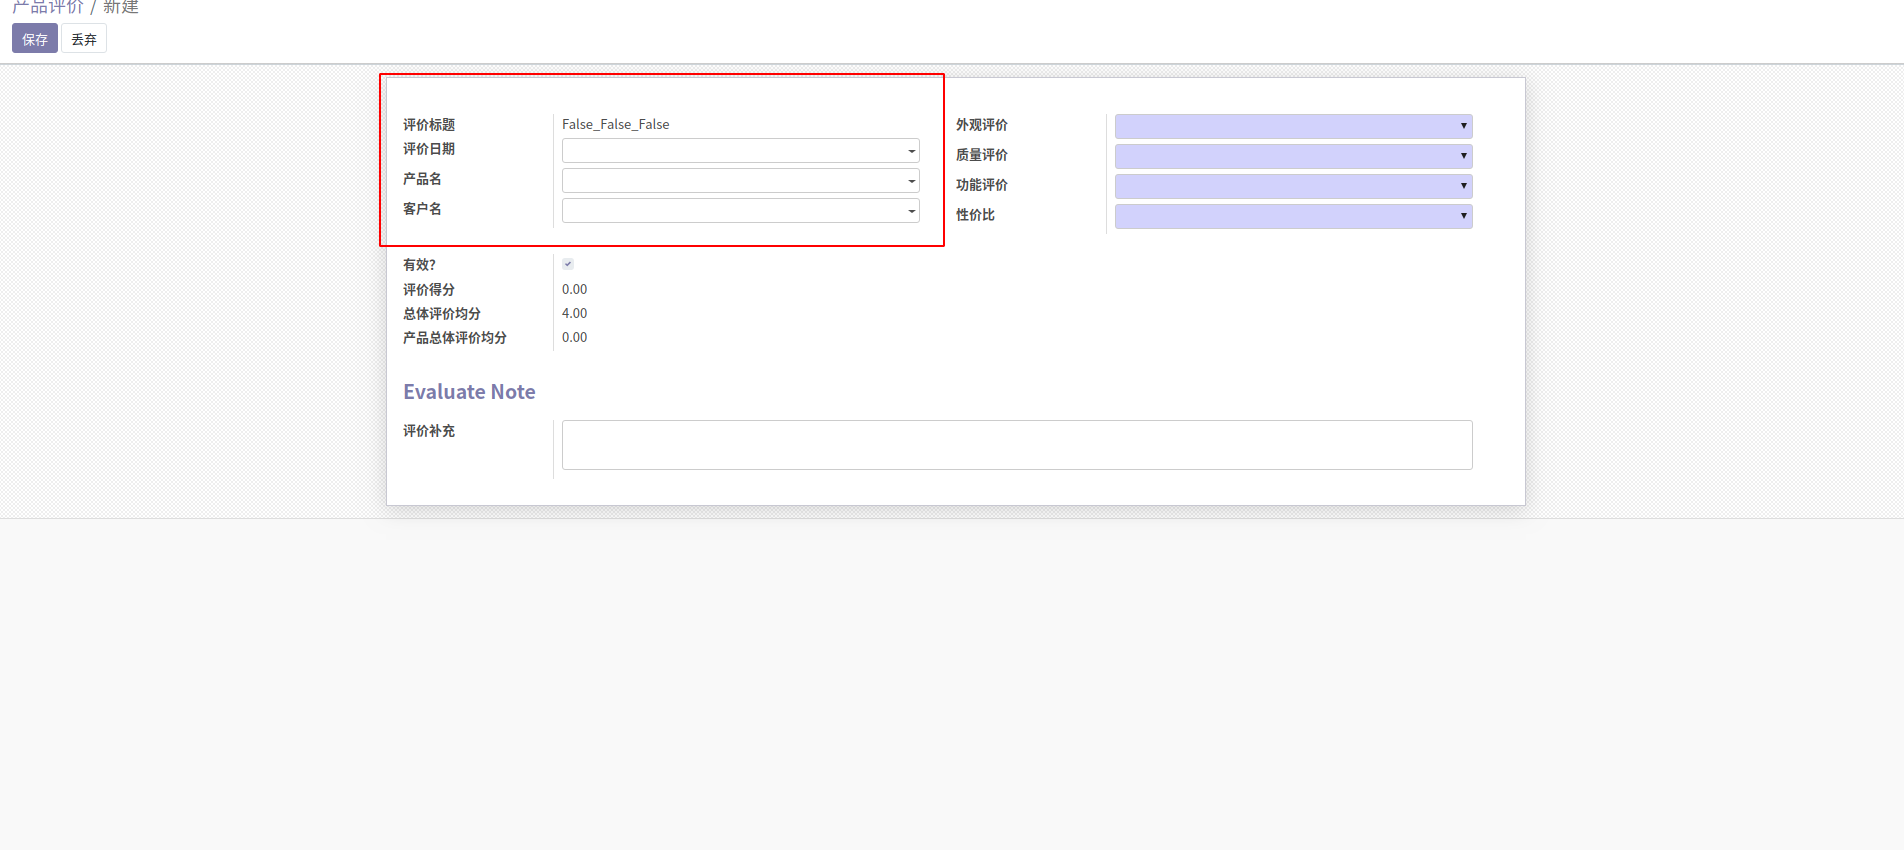 产品评价 / 新建
保存 丢弃
评价标题 False_False_False
评价日期
产品名
客户名
外观评价
质量评价
功能评价
性价比
有效?
评价得分 0.00
总体评价均分 4.00
产品总体评价均分 0.00
Evaluate Note
评价补充